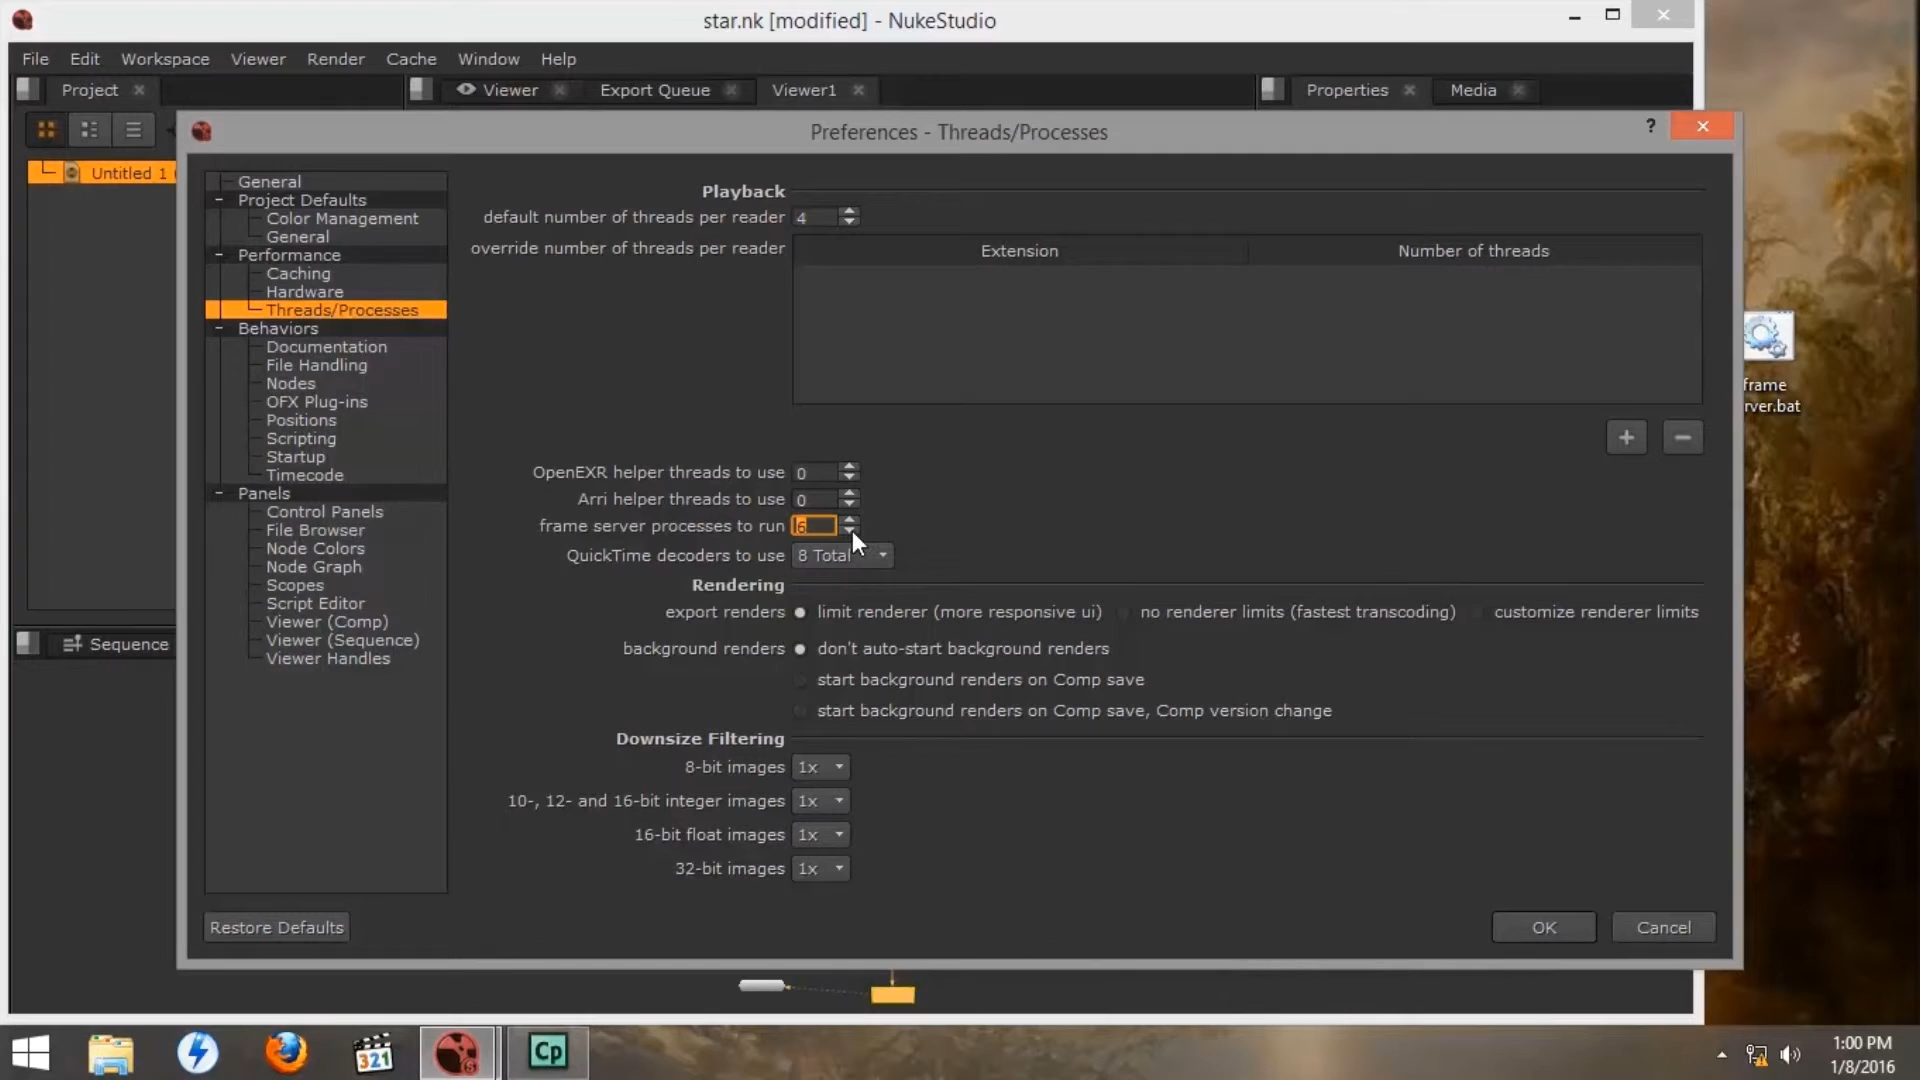 star.nk [modified] - NukeStudio
File Edit Workspace Viewer Render Cache Window Help
Project Viewer Export Queue Viewer1 Properties Media
Preferences - Threads/Processes ?
Untitled 1
General
Project Defaults
Color Management
General
Performance
Caching
Hardware
Threads/Processes
Behaviors
Documentation
File Handling
Nodes
OFX Plug-ins
Positions
Scripting
Startup
Timecode
Panels
Control Panels
File Browser
Node Colors
Node Graph
Scopes
Script Editor
Viewer (Comp)
Viewer (Sequence)
Viewer Handles
Playback
default number of threads per reader 4
override number of threads per reader Extension Number of threads
+ −
OpenEXR helper threads to use 0
Arri helper threads to use 0
frame server processes to run 6
QuickTime decoders to use 8 Total
Rendering
export renders limit renderer (more responsive ui) no renderer limits (fastest transcoding) customize renderer limits
background renders don't auto-start background renders
start background renders on Comp save
start background renders on Comp save, Comp version change
Downsize Filtering
8-bit images 1x
10-, 12- and 16-bit integer images 1x
16-bit float images 1x
32-bit images 1x
Restore Defaults OK Cancel
Sequence
frame
rver.bat
321
Cp
1:00 PM
1/8/2016